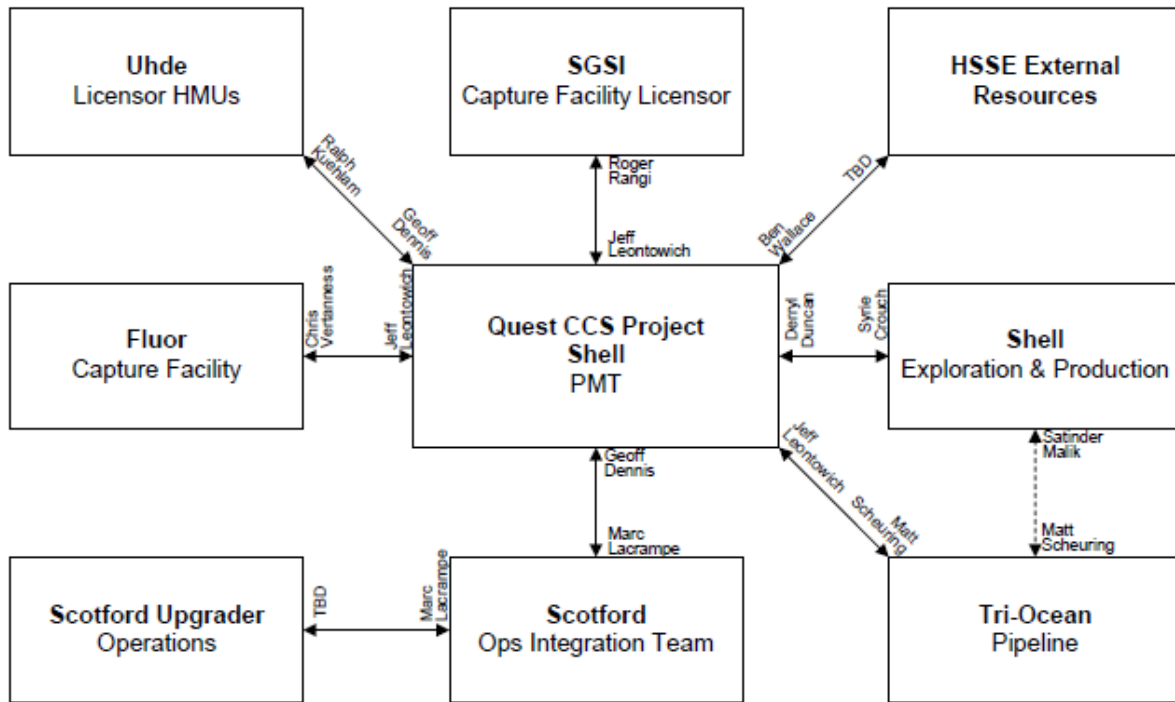 Uhde
Licensor HMUs
SGSI
Capture Facility Licensor
HSSE External
Resources
Ralph
Kuehlam
Geoff
Dennis
Roger
Rangi
Jeff
Leontowich
TBD
Ben
Wallace
Fluor
Capture Facility
Chris
Vertanness
Jeff
Leontowich
Quest CCS Project
Shell
PMT
Derryl
Duncan
Syrie
Crouch
Shell
Exploration & Production
Geoff
Dennis
Marc
Lacrampe
Jeff
Leontowich
Matt
Scheuring
Satinder
Malik
Matt
Scheuring
Scotford Upgrader
Operations
TBD
Marc
Lacrampe
Scotford
Ops Integration Team
Tri-Ocean
Pipeline